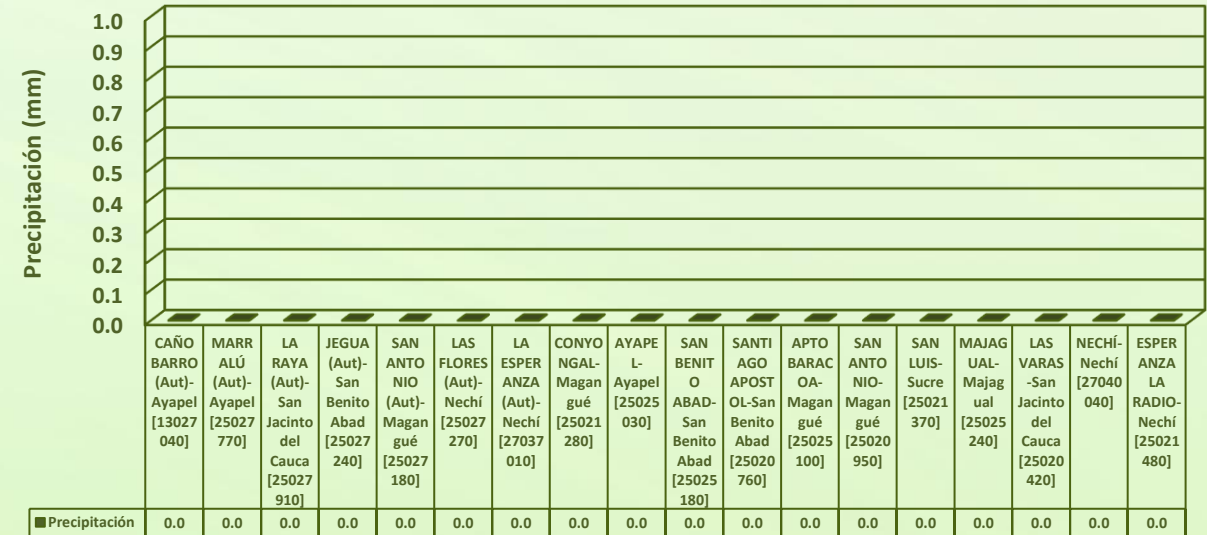 Precipitación (mm)
1.0
0.9
0.8
0.7
0.6
0.5
0.4
0.3
0.2
0.1
0.0
CAÑO
BARRO
(Aut)-
Ayapel
[13027
040]
MARR
ALÚ
(Aut)-
Ayapel
[25027
770]
LA
RAYA
(Aut)-
San
Jacinto
del
Cauca
[25027
910]
JEGUA
(Aut)-
San
Benito
Abad
[25027
240]
SAN
ANTO
NIO
(Aut)-
Magan
gué
[25027
180]
LAS
FLORES
(Aut)-
Nechí
[25027
270]
LA
ESPER
ANZA
(Aut)-
Nechí
[27037
010]
CONYO
NGAL-
Magan
gué
[25021
280]
AYAPE
L-
Ayapel
[25025
030]
SAN
BENIT
O
ABAD-
San
Benito
Abad
[25025
180]
SANTI
AGO
APOST
OL-San
Benito
Abad
[25020
760]
APTO
BARAC
OA-
Magan
gué
[25025
100]
SAN
ANTO
NIO-
Magan
gué
[25020
950]
SAN
LUIS-
Sucre
[25021
370]
MAJAG
UAL-
Majag
ual
[25025
240]
LAS
VARAS
-San
Jacinto
del
Cauca
[25020
420]
NECHÍ-
Nechí
[27040
040]
ESPER
ANZA
LA
RADIO-
Nechí
[25021
480]
Precipitación 0.0 0.0 0.0 0.0 0.0 0.0 0.0 0.0 0.0 0.0 0.0 0.0 0.0 0.0 0.0 0.0 0.0 0.0